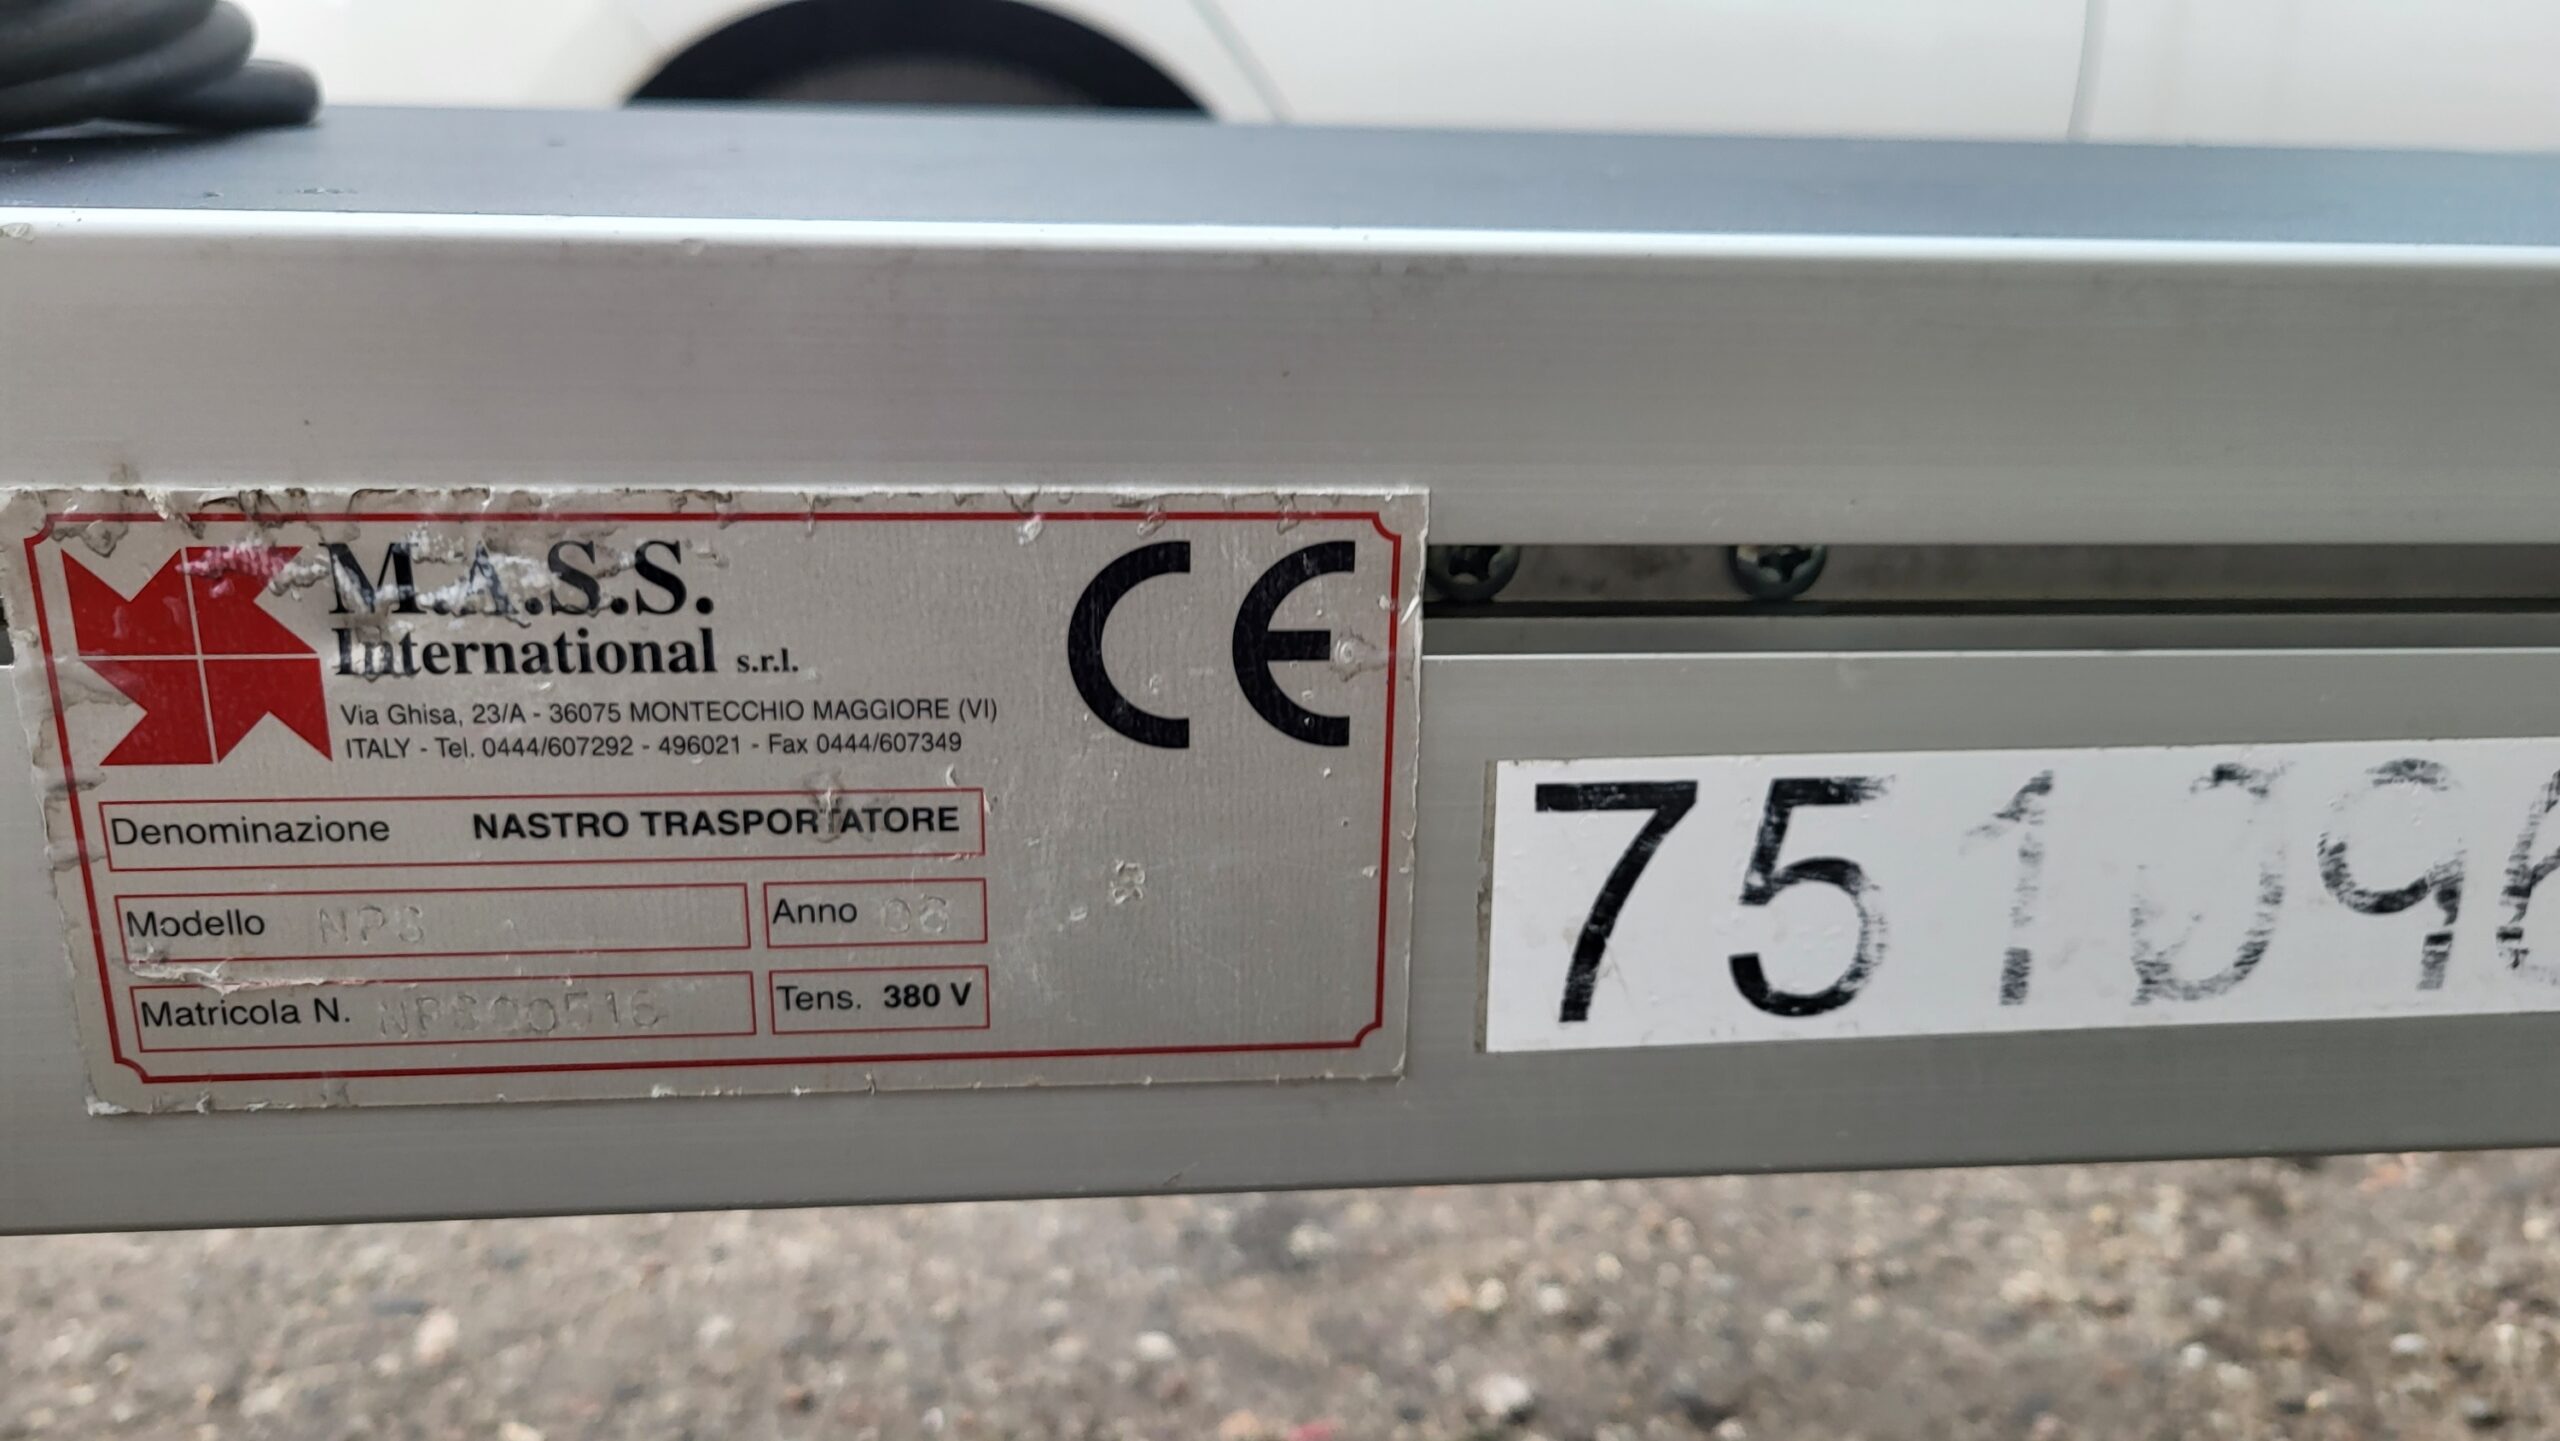 M.A.S.S.
International s.r.l.
CE
Via Ghisa, 23/A - 36075 MONTECCHIO MAGGIORE (VI)
ITALY - Tel. 0444/607292 - 496021 - Fax 0444/607349
Denominazione NASTRO TRASPORTATORE
Modello Anno
Matricola N. Tens. 380 V